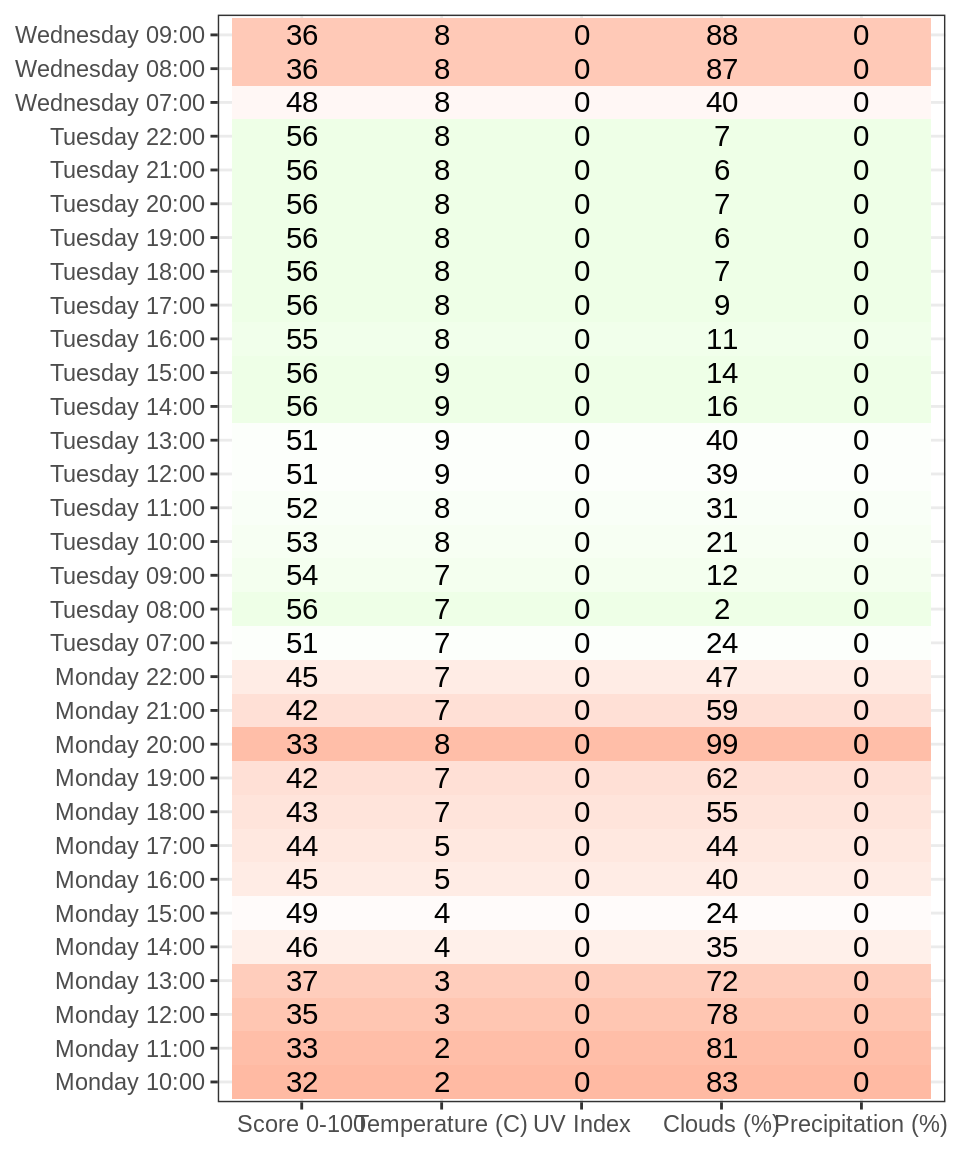 Wednesday 09:00 36 8 0 88 0
Wednesday 08:00 36 8 0 87 0
Wednesday 07:00 48 8 0 40 0
Tuesday 22:00 56 8 0 7 0
Tuesday 21:00 56 8 0 6 0
Tuesday 20:00 56 8 0 7 0
Tuesday 19:00 56 8 0 6 0
Tuesday 18:00 56 8 0 7 0
Tuesday 17:00 56 8 0 9 0
Tuesday 16:00 55 8 0 11 0
Tuesday 15:00 56 9 0 14 0
Tuesday 14:00 56 9 0 16 0
Tuesday 13:00 51 9 0 40 0
Tuesday 12:00 51 9 0 39 0
Tuesday 11:00 52 8 0 31 0
Tuesday 10:00 53 8 0 21 0
Tuesday 09:00 54 7 0 12 0
Tuesday 08:00 56 7 0 2 0
Tuesday 07:00 51 7 0 24 0
Monday 22:00 45 7 0 47 0
Monday 21:00 42 7 0 59 0
Monday 20:00 33 8 0 99 0
Monday 19:00 42 7 0 62 0
Monday 18:00 43 7 0 55 0
Monday 17:00 44 5 0 44 0
Monday 16:00 45 5 0 40 0
Monday 15:00 49 4 0 24 0
Monday 14:00 46 4 0 35 0
Monday 13:00 37 3 0 72 0
Monday 12:00 35 3 0 78 0
Monday 11:00 33 2 0 81 0
Monday 10:00 32 2 0 83 0
Score 0-100 Temperature (C) UV Index Clouds (%) Precipitation (%)